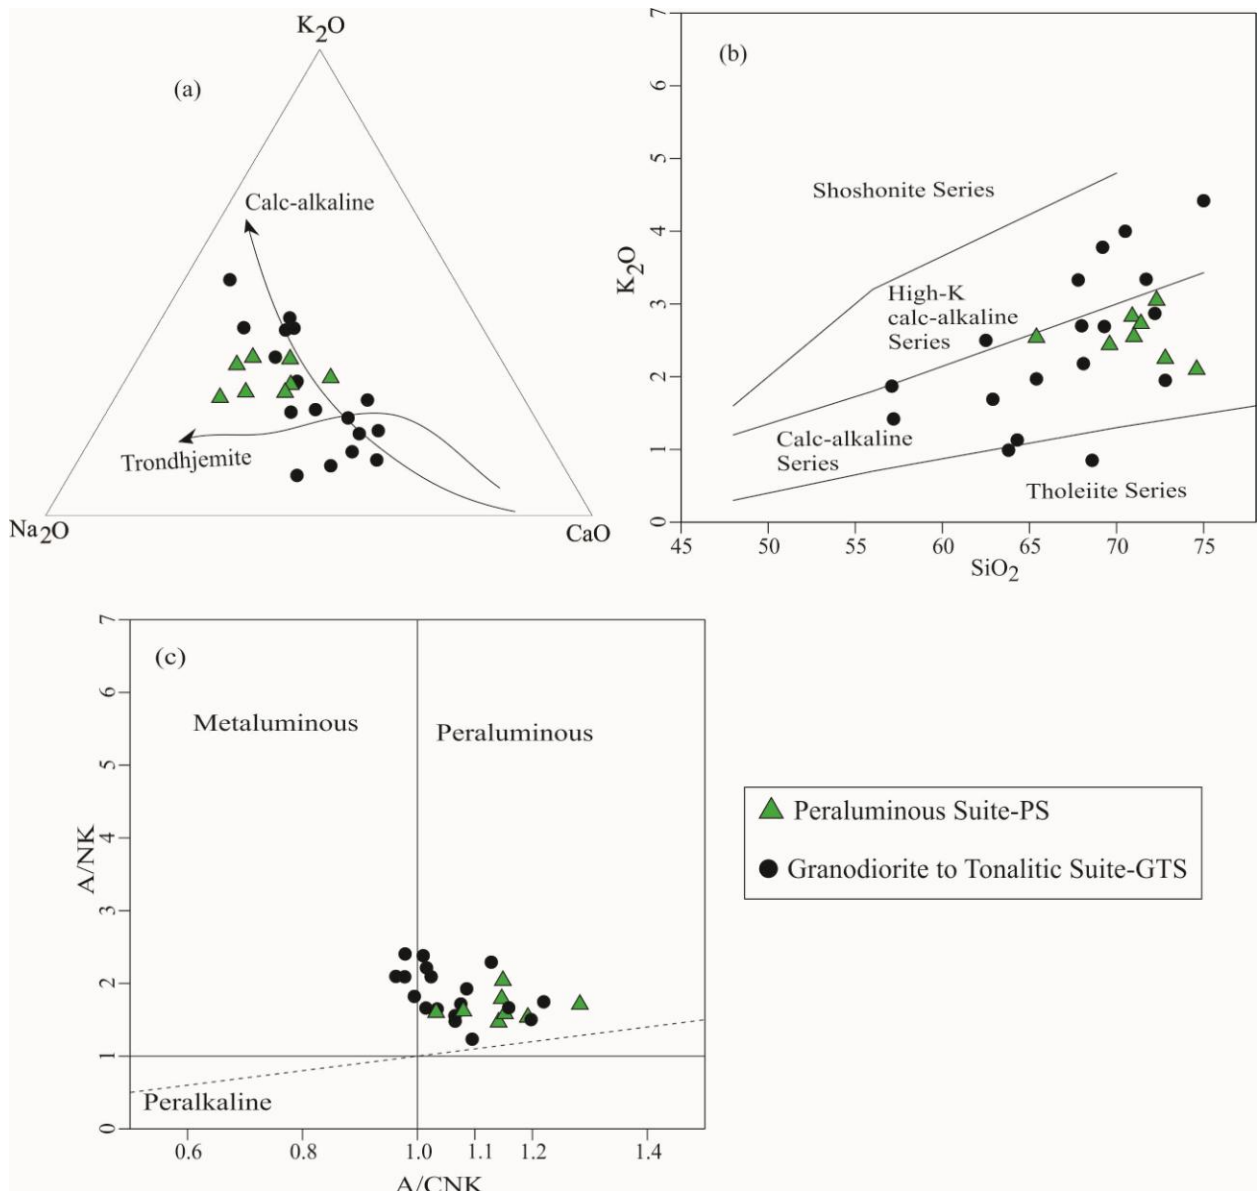 K2O
(a)
Calc-alkaline
Trondhjemite
Na2O
CaO
(b)
7
6
5
4
3
2
1
0
K2O
Shoshonite Series
High-K
calc-alkaline
Series
Calc-alkaline
Series
Tholeiite Series
45
50
55
60
65
70
75
SiO2
(c)
7
6
5
4
3
2
1
0
A/NK
Metaluminous
Peraluminous
Peralkaline
0.6
0.8
1.0
1.1
1.2
1.4
A/CNK
Peraluminous Suite-PS
Granodiorite to Tonalitic Suite-GTS